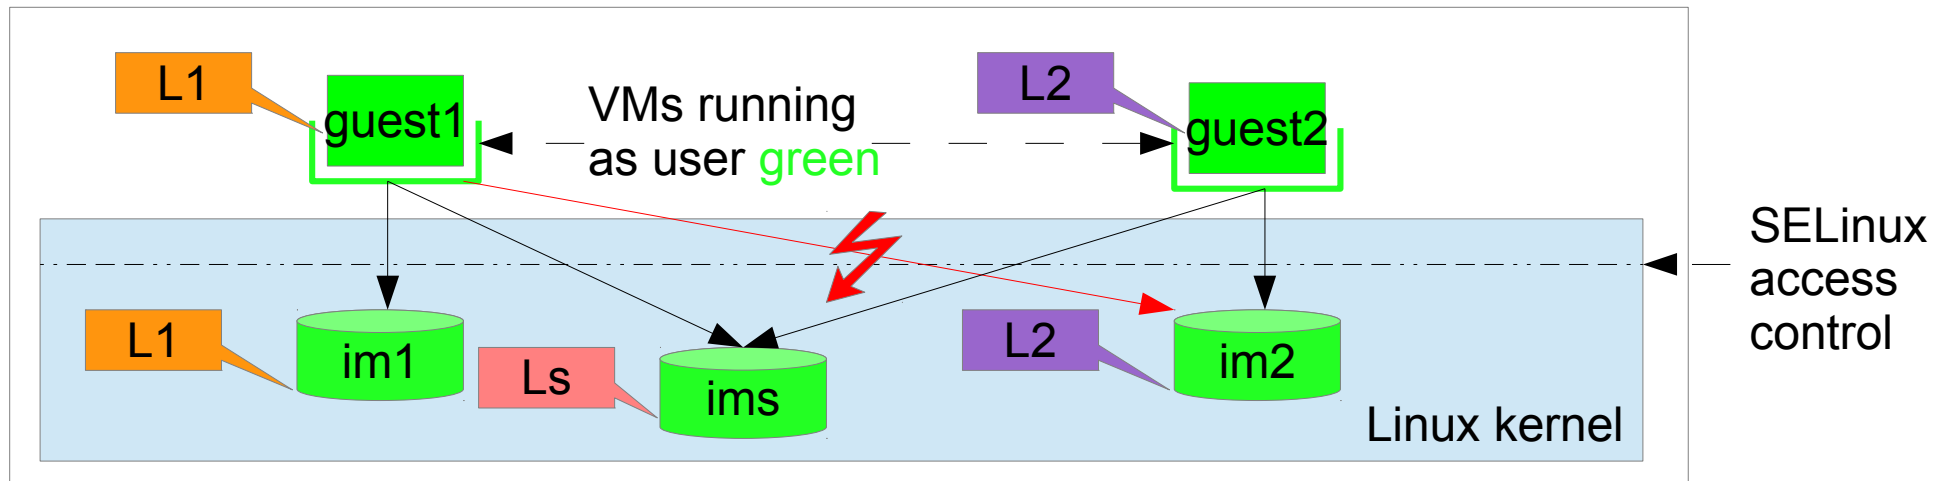 L1
guest1
VMs running
as user green
L2
guest2
SELinux
access
control
L1
im1
Ls
ims
L2
im2
Linux kernel